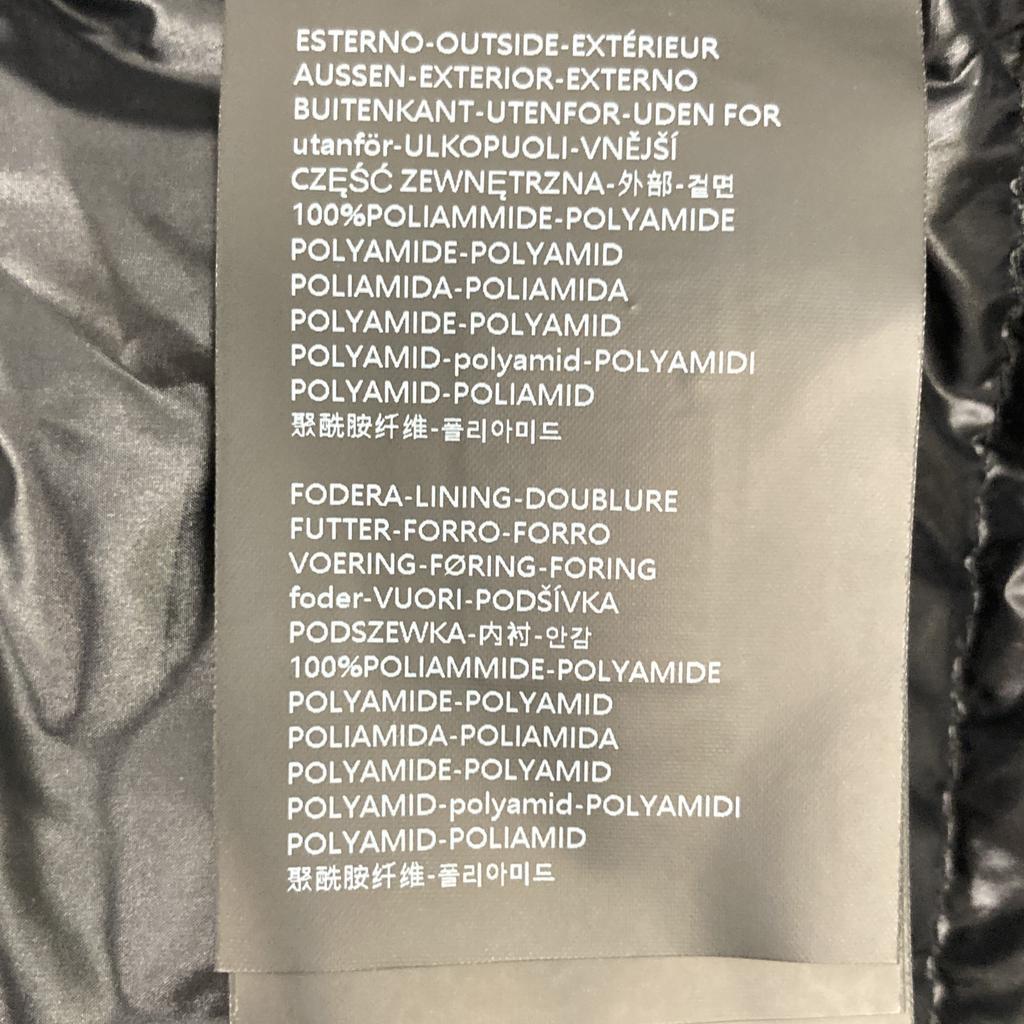 ESTERNO-OUTSIDE-EXTÉRIEUR
AUSSEN-EXTERIOR-EXTERNO
BUITENKANT-UTENFOR-UDEN FOR
utanför-ULKOPUOLI-VNĚJŠÍ
CZĘŚĆ ZEWNĘTRZNA-外部-겉면
100%POLIAMMIDE-POLYAMIDE
POLYAMIDE-POLYAMID
POLIAMIDA-POLIAMIDA
POLYAMIDE-POLYAMID
POLYAMID-polyamid-POLYAMIDI
POLYAMID-POLIAMID
聚酰胺纤维-폴리아미드
FODERA-LINING-DOUBLURE
FUTTER-FORRO-FORRO
VOERING-FØRING-FORING
foder-VUORI-PODŠÍVKA
PODSZEWKA-内衬-안감
100%POLIAMMIDE-POLYAMIDE
POLYAMIDE-POLYAMID
POLIAMIDA-POLIAMIDA
POLYAMIDE-POLYAMID
POLYAMID-polyamid-POLYAMIDI
POLYAMID-POLIAMID
聚酰胺纤维-폴리아미드